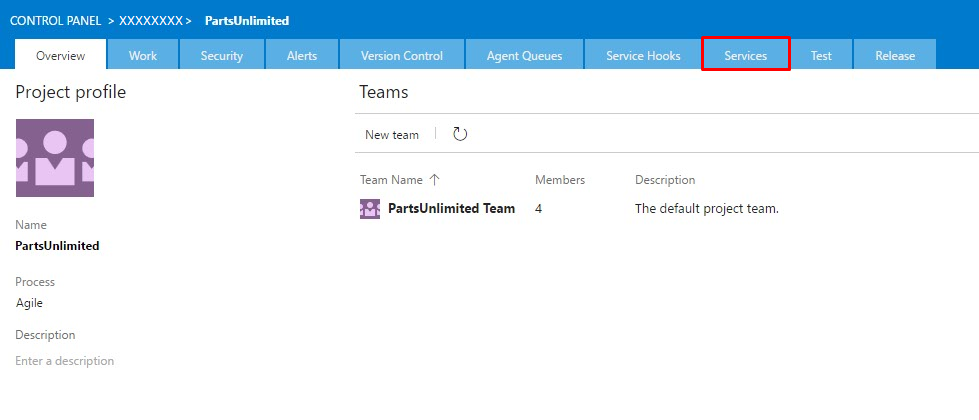 CONTROL PANEL > XXXXXXXX > PartsUnlimited
Overview Work Security Alerts Version Control Agent Queues Service Hooks Services Test Release
Project profile
Teams
New team
Team Name Members Description
PartsUnlimited Team 4 The default project team.
Name
PartsUnlimited
Process
Agile
Description
Enter a description